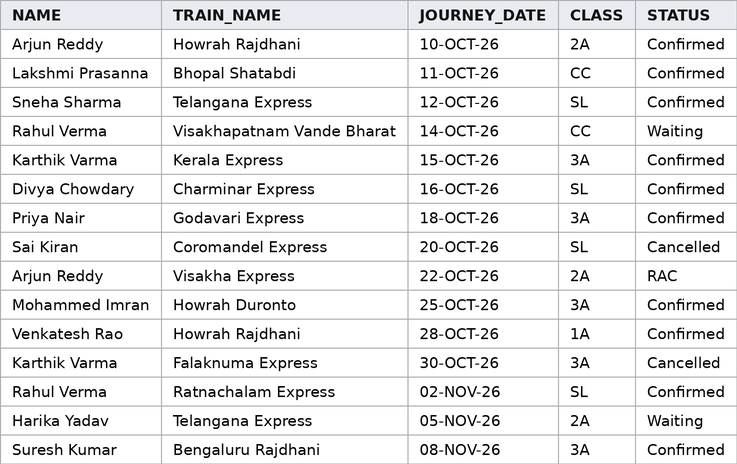 NAME TRAIN_NAME JOURNEY_DATE CLASS STATUS
Arjun Reddy Howrah Rajdhani 10-OCT-26 2A Confirmed
Lakshmi Prasanna Bhopal Shatabdi 11-OCT-26 CC Confirmed
Sneha Sharma Telangana Express 12-OCT-26 SL Confirmed
Rahul Verma Visakhapatnam Vande Bharat 14-OCT-26 CC Waiting
Karthik Varma Kerala Express 15-OCT-26 3A Confirmed
Divya Chowdary Charminar Express 16-OCT-26 SL Confirmed
Priya Nair Godavari Express 18-OCT-26 3A Confirmed
Sai Kiran Coromandel Express 20-OCT-26 SL Cancelled
Arjun Reddy Visakha Express 22-OCT-26 2A RAC
Mohammed Imran Howrah Duronto 25-OCT-26 3A Confirmed
Venkatesh Rao Howrah Rajdhani 28-OCT-26 1A Confirmed
Karthik Varma Falaknuma Express 30-OCT-26 3A Cancelled
Rahul Verma Ratnachalam Express 02-NOV-26 SL Confirmed
Harika Yadav Telangana Express 05-NOV-26 2A Waiting
Suresh Kumar Bengaluru Rajdhani 08-NOV-26 3A Confirmed